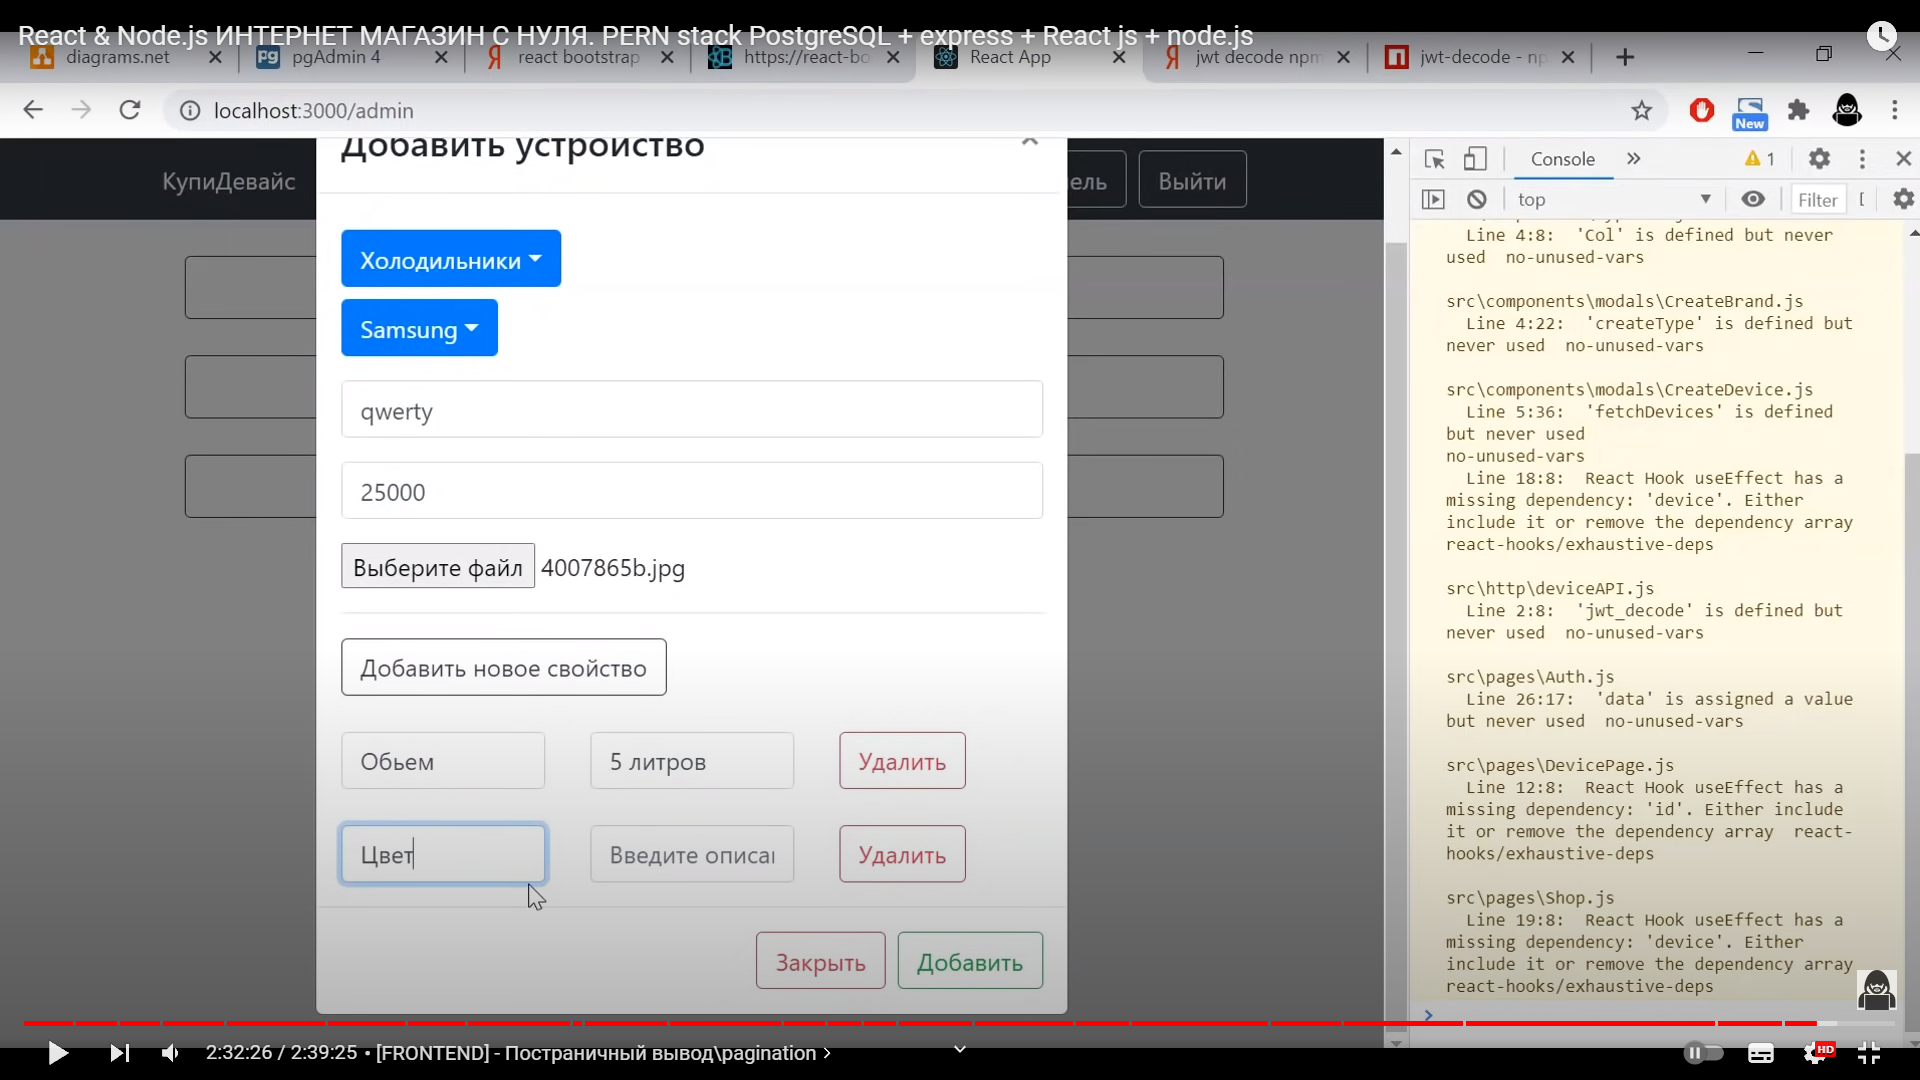 React & Node.js ИНТЕРНЕТ МАГАЗИН С НУЛЯ. PERN stack PostgreSQL + express + React js + node.js
diagrams.net
pgAdmin 4
react bootstrap
https://react-bo
React App
jwt decode npm
jwt-decode - np
localhost:3000/admin
New
Добавить устройство
КупиДевайс
ель
Выйти
Холодильники
Samsung
qwerty
25000
Выберите файл 4007865b.jpg
Добавить новое свойство
Обьем
5 литров
Удалить
Цвет
Введите описан
Удалить
Закрыть
Добавить
Console
1
top
Filter
Line 4:8: 'Col' is defined but never
used no-unused-vars
src\components\modals\CreateBrand.js
Line 4:22: 'createType' is defined but
never used no-unused-vars
src\components\modals\CreateDevice.js
Line 5:36: 'fetchDevices' is defined
but never used
no-unused-vars
Line 18:8: React Hook useEffect has a
missing dependency: 'device'. Either
include it or remove the dependency array
react-hooks/exhaustive-deps
src\http\deviceAPI.js
Line 2:8: 'jwt_decode' is defined but
never used no-unused-vars
src\pages\Auth.js
Line 26:17: 'data' is assigned a value
but never used no-unused-vars
src\pages\DevicePage.js
Line 12:8: React Hook useEffect has a
missing dependency: 'id'. Either include
it or remove the dependency array react-
hooks/exhaustive-deps
src\pages\Shop.js
Line 19:8: React Hook useEffect has a
missing dependency: 'device'. Either
include it or remove the dependency array
react-hooks/exhaustive-deps
2:32:26 / 2:39:25 • [FRONTEND] - Постраничный вывод\pagination
HD